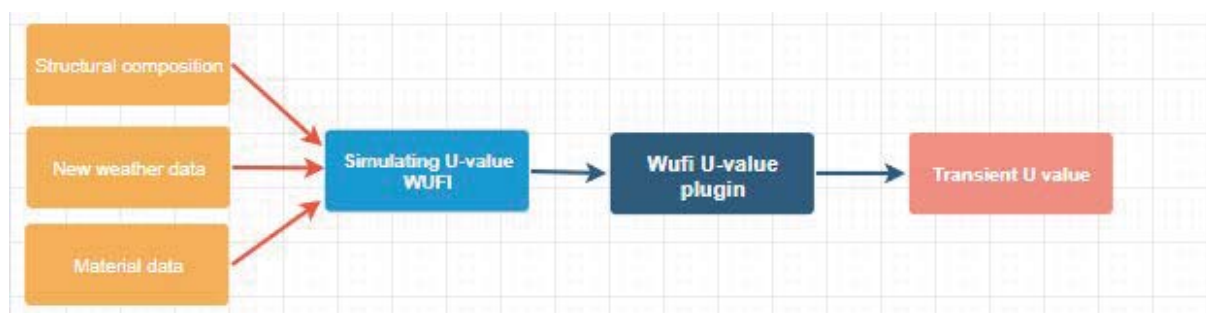 Structural composition
New weather data
Material data
Simulating U-value
WUFI
Wufi U-value
plugin
Transient U value